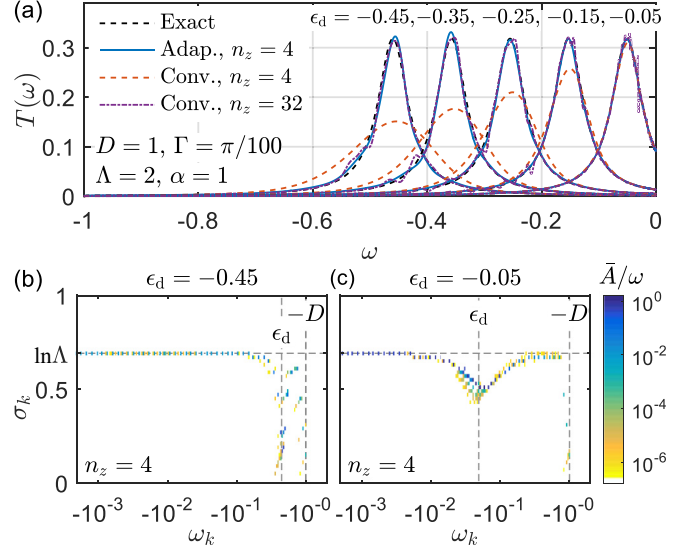 (a)
Exact
Adap., n_z = 4
Conv., n_z = 4
Conv., n_z = 32
ϵ_d = −0.45, −0.35, −0.25, −0.15, −0.05
D = 1, Γ = π/100
Λ = 2, α = 1
T(ω)
0.3
0.2
0.1
0
-1
-0.8
-0.6
-0.4
-0.2
0
ω
(b)
ϵ_d = −0.45
−D
ϵ_d
1
lnΛ
0.5
0
σ_k
n_z = 4
-10^-3
-10^-2
-10^-1
-10^-0
ω_k
(c)
ϵ_d = −0.05
−D
ϵ_d
n_z = 4
-10^-3
-10^-2
-10^-1
-10^-0
ω_k
Ā/ω
10^0
10^-2
10^-4
10^-6